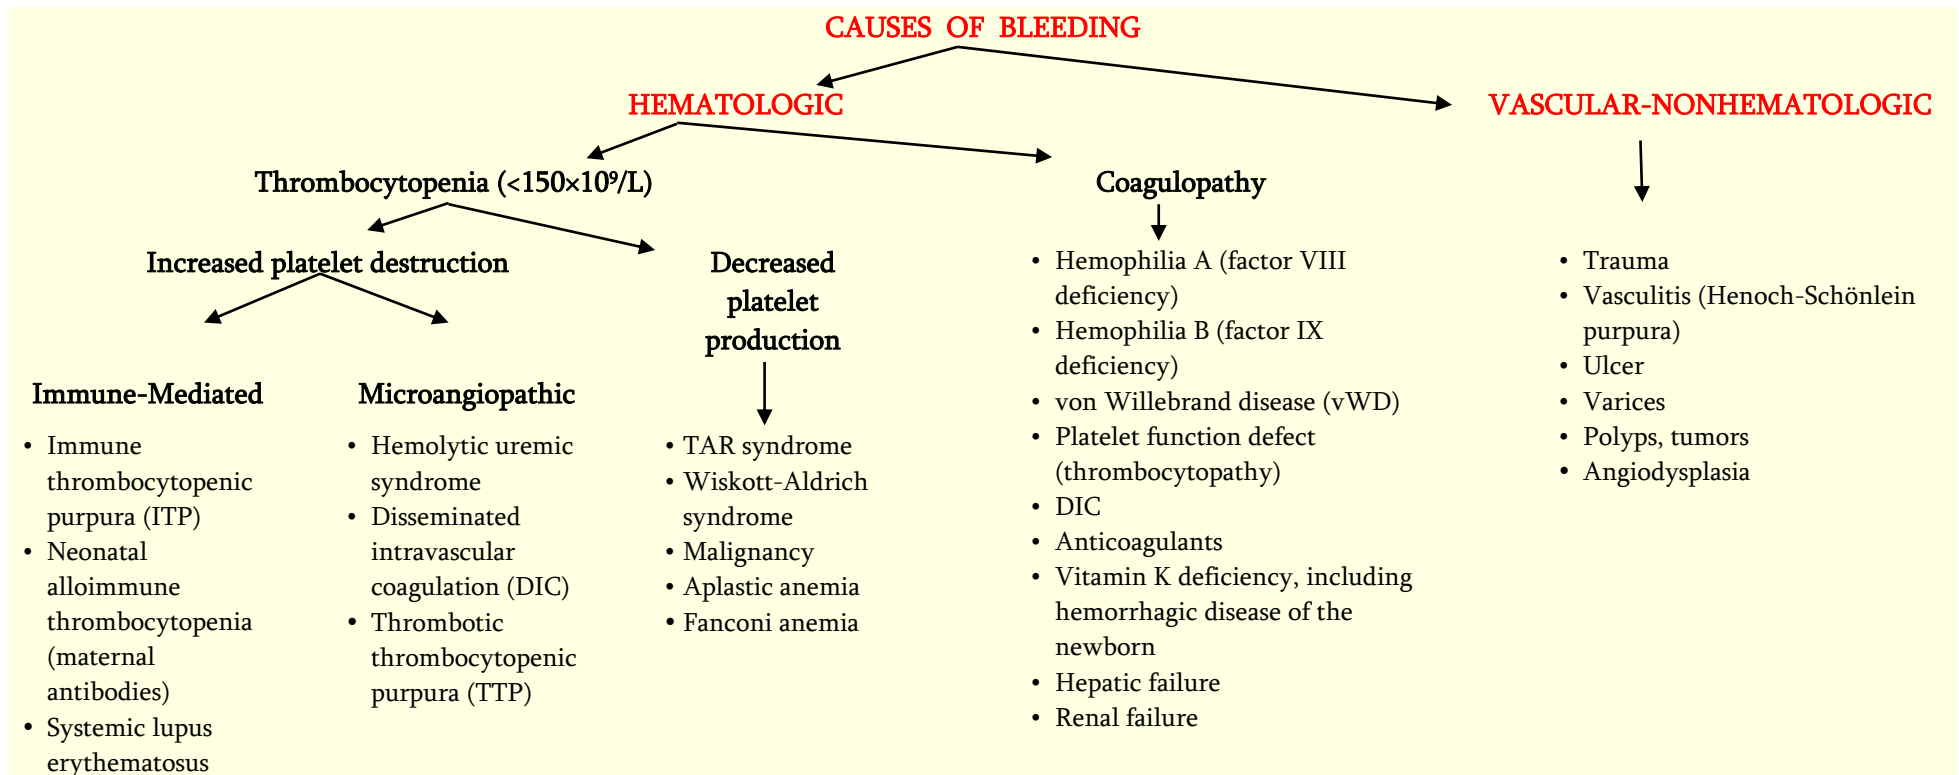 CAUSES OF BLEEDING
HEMATOLOGIC
VASCULAR-NONHEMATOLOGIC
Thrombocytopenia (<150×10⁹/L)
Coagulopathy
Increased platelet destruction
Decreased
platelet
production
Immune-Mediated
• Immune
thrombocytopenic
purpura (ITP)
• Neonatal
alloimmune
thrombocytopenia
(maternal
antibodies)
• Systemic lupus
erythematosus
Microangiopathic
• Hemolytic uremic
syndrome
• Disseminated
intravascular
coagulation (DIC)
• Thrombotic
thrombocytopenic
purpura (TTP)
• TAR syndrome
• Wiskott-Aldrich
syndrome
• Malignancy
• Aplastic anemia
• Fanconi anemia
• Hemophilia A (factor VIII
deficiency)
• Hemophilia B (factor IX
deficiency)
• von Willebrand disease (vWD)
• Platelet function defect
(thrombocytopathy)
• DIC
• Anticoagulants
• Vitamin K deficiency, including
hemorrhagic disease of the
newborn
• Hepatic failure
• Renal failure
• Trauma
• Vasculitis (Henoch-Schönlein
purpura)
• Ulcer
• Varices
• Polyps, tumors
• Angiodysplasia